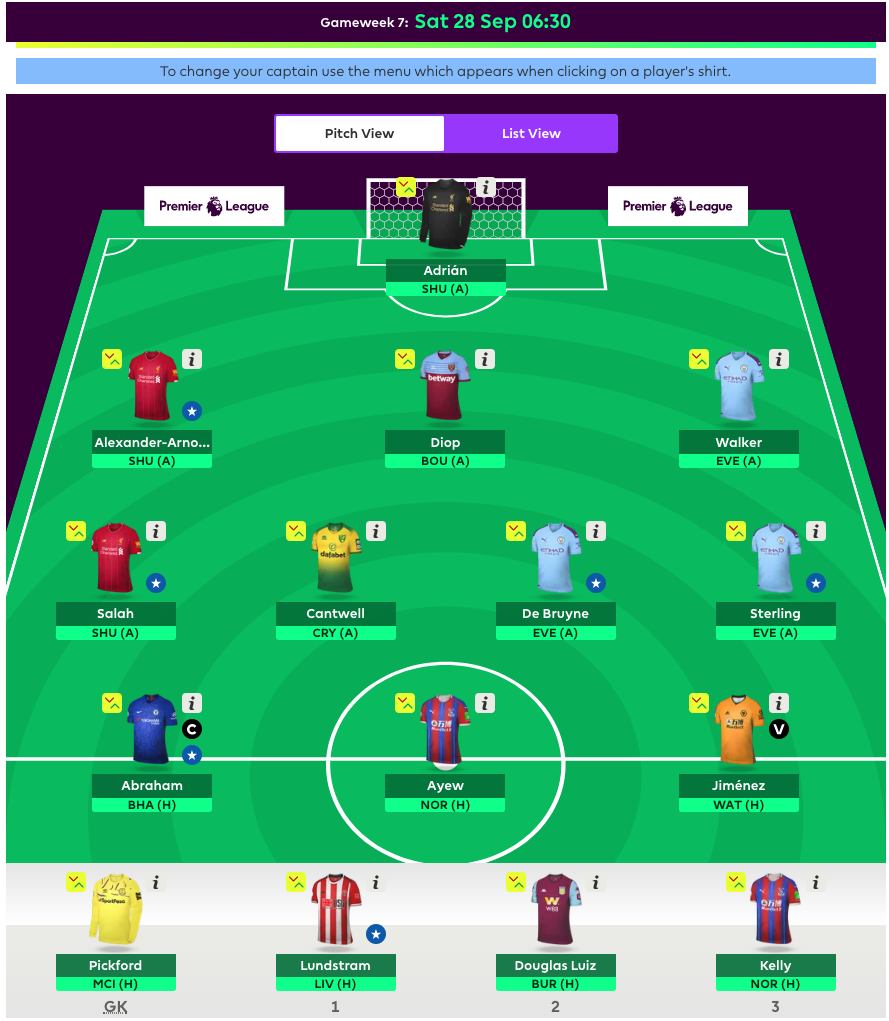 Gameweek 7: Sat 28 Sep 06:30
To change your captain use the menu which appears when clicking on a player's shirt.
Pitch View List View
Premier League Premier League
Adrián
SHU (A)
betway
Alexander-Arno... Diop Walker
SHU (A) BOU (A) EVE (A)
dafabet
Salah Cantwell De Bruyne Sterling
SHU (A) CRY (A) EVE (A) EVE (A)
C V
Abraham Ayew Jiménez
BHA (H) NOR (H) WAT (H)
W88
Pickford Lundstram Douglas Luiz Kelly
MCI (H) LIV (H) BUR (H) NOR (H)
GK 1 2 3